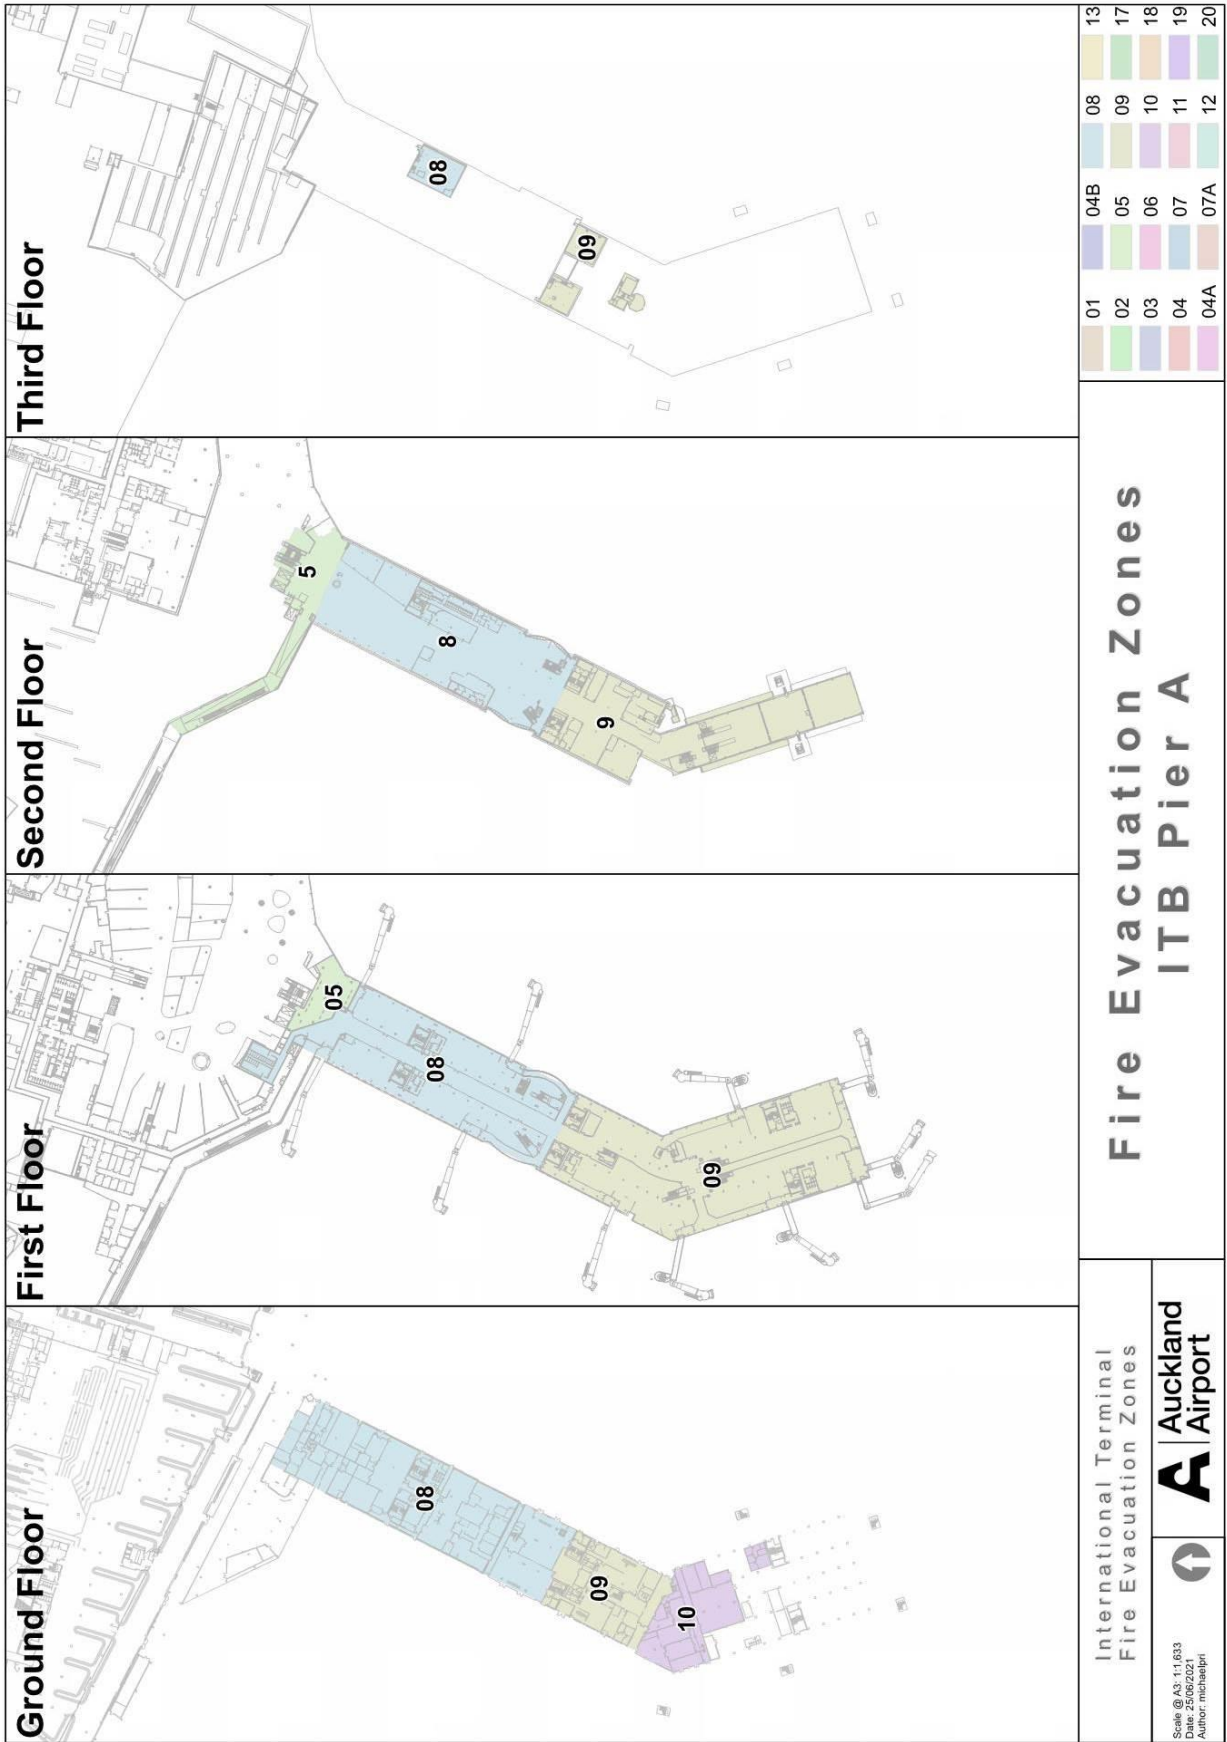 Ground Floor
08
09
10
First Floor
05
08
09
Second Floor
5
8
9
Third Floor
08
09
International Terminal
Fire Evacuation Zones
Scale @ A3: 1:1,633
Date: 25/06/2021
Author: michaelpri
Auckland
Airport
Fire Evacuation Zones
ITB Pier A
01
02
03
04
04A
04B
05
06
07
07A
08
09
10
11
12
13
17
18
19
20